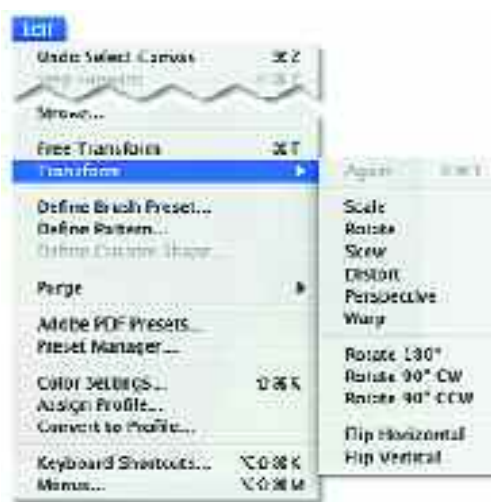 Edit
Undo Select Canvas ⌘Z
Stroke...
Free Transform ⌘T
Transform
Define Brush Preset...
Define Pattern...
Define Custom Shape...
Purge
Adobe PDF Presets...
Preset Manager...
Color Settings... ⇧⌘K
Assign Profile...
Convert to Profile...
Keyboard Shortcuts... ⌥⇧⌘K
Menus... ⌥⇧⌘M
Again ⇧⌘T
Scale
Rotate
Skew
Distort
Perspective
Warp
Rotate 180°
Rotate 90° CW
Rotate 90° CCW
Flip Horizontal
Flip Vertical